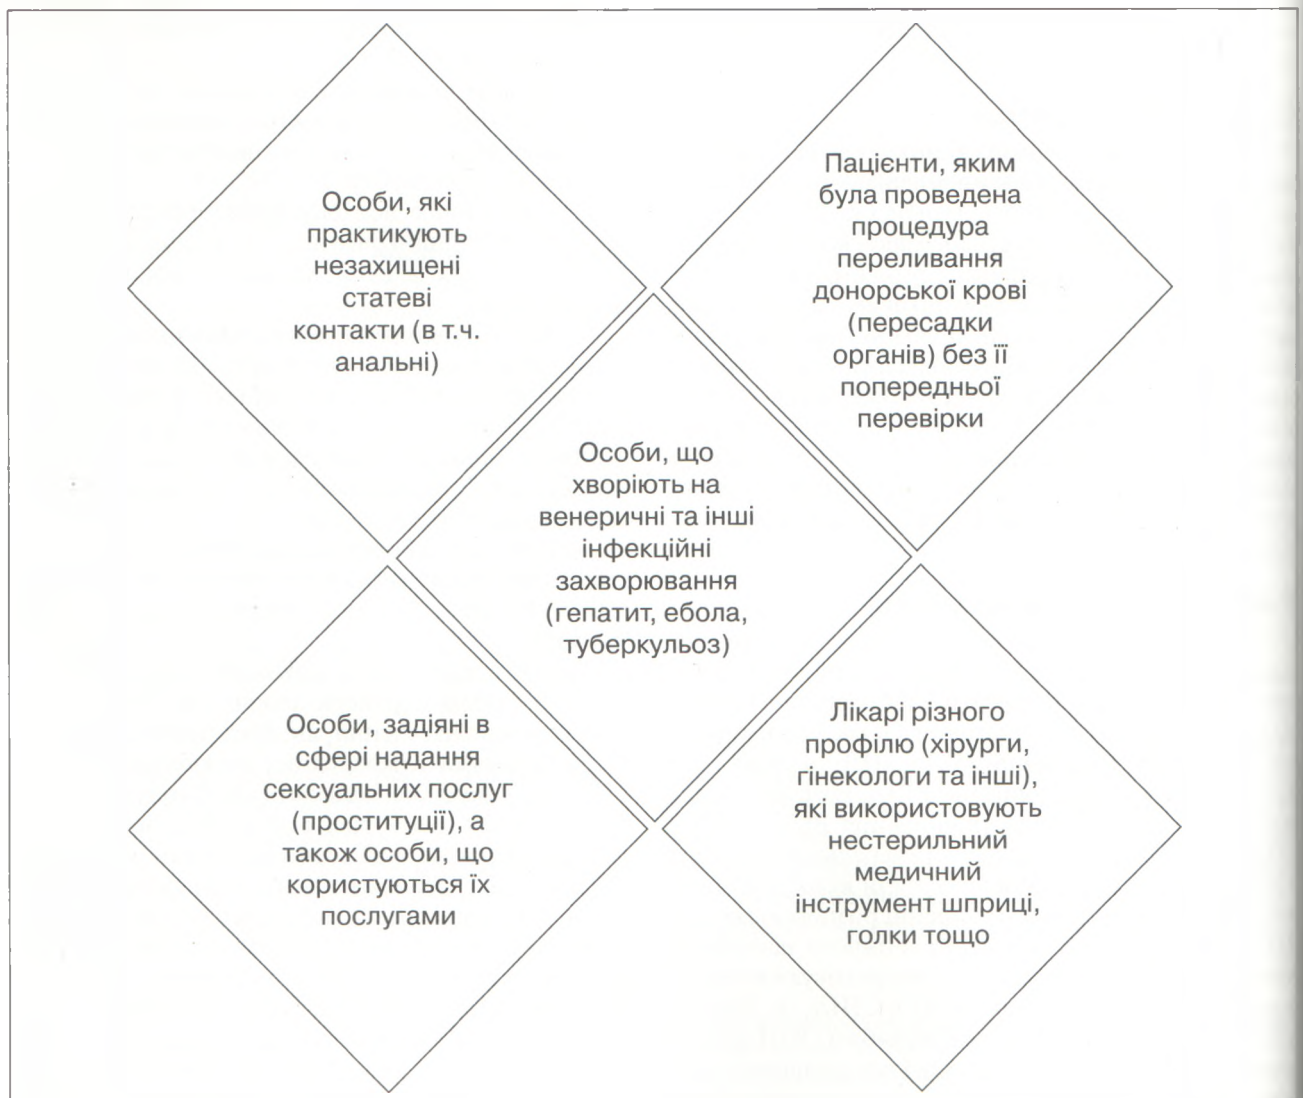 Особи, які
практикують
незахищені
статеві
контакти (в т.ч.
анальні)
Пацієнти, яким
була проведена
процедура
переливання
донорської крові
(пересадки
органів) без її
попередньої
перевірки
Особи, що
хворіють на
венеричні та інші
інфекційні
захворювання
(гепатит, ебола,
туберкульоз)
Особи, задіяні в
сфері надання
сексуальних послуг
(проституції), а
також особи, що
користуються їх
послугами
Лікарі різного
профілю (хірурги,
гінекологи та інші),
які використовують
нестерильний
медичний
інструмент шприці,
голки тощо